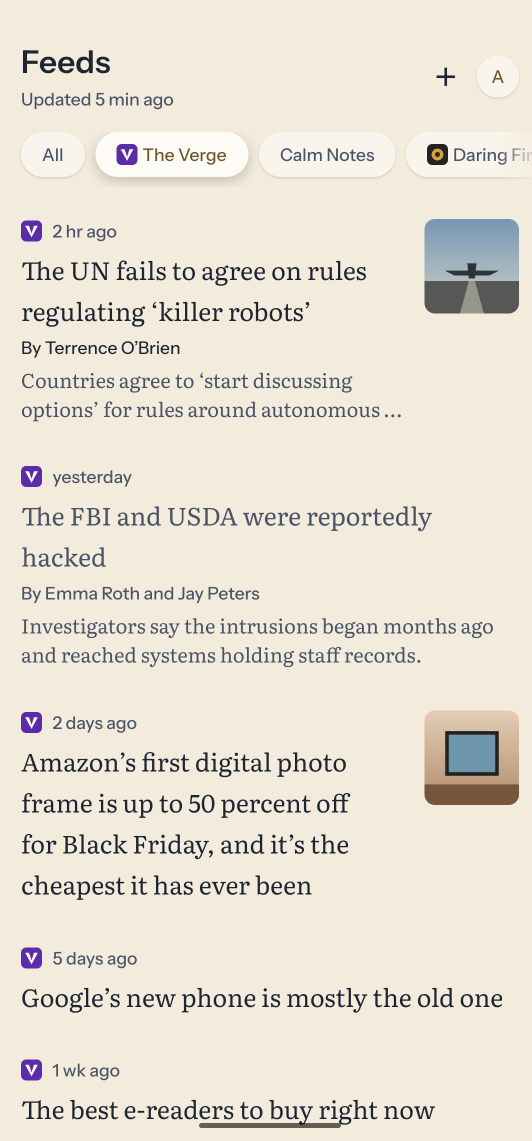 Feeds
Updated 5 min ago
+
A
All
The Verge
Calm Notes
Daring Fir
2 hr ago
The UN fails to agree on rules
regulating ‘killer robots’
By Terrence O’Brien
Countries agree to ‘start discussing
options’ for rules around autonomous …
yesterday
The FBI and USDA were reportedly
hacked
By Emma Roth and Jay Peters
Investigators say the intrusions began months ago
and reached systems holding staff records.
2 days ago
Amazon’s first digital photo
frame is up to 50 percent off
for Black Friday, and it’s the
cheapest it has ever been
5 days ago
Google’s new phone is mostly the old one
1 wk ago
The best e-readers to buy right now